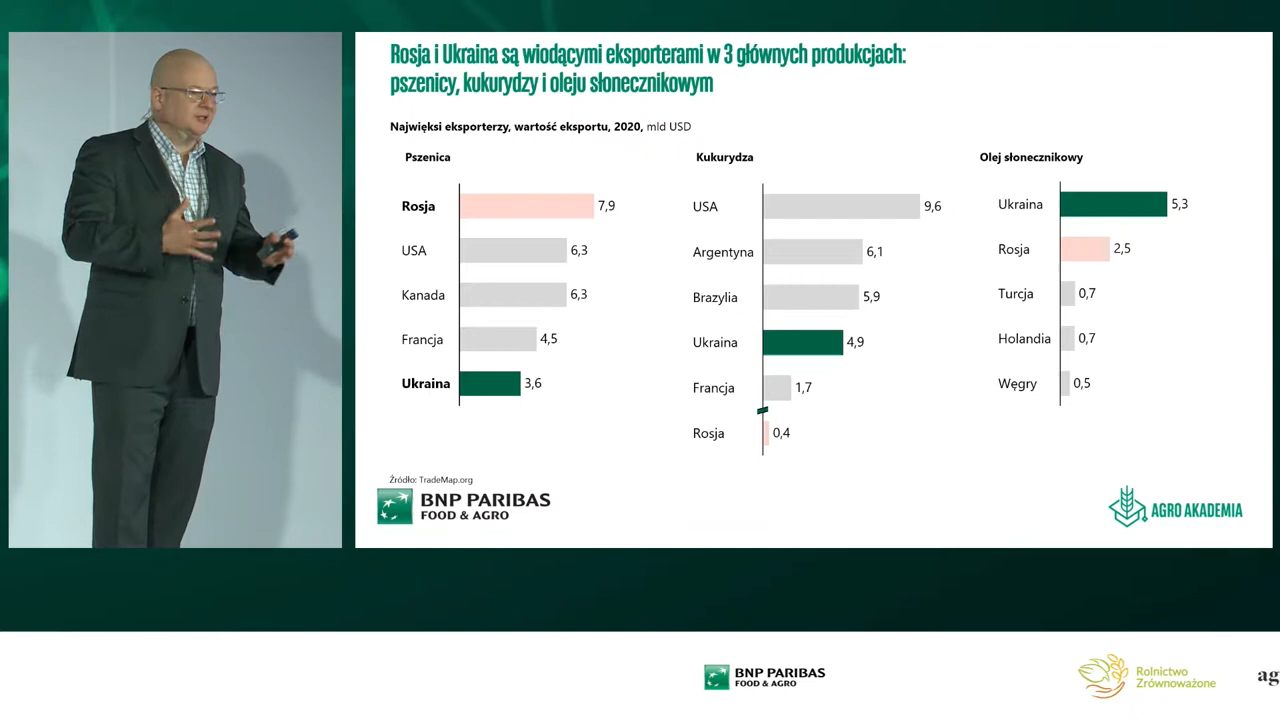 Rosja i Ukraina są wiodącymi eksporterami w 3 głównych produkcjach:
pszenicy, kukurydzy i oleju słonecznikowym
Najwięksi eksporterzy, wartość eksportu, 2020, mld USD
Pszenica
Rosja 7,9
USA 6,3
Kanada 6,3
Francja 4,5
Ukraina 3,6
Kukurydza
USA 9,6
Argentyna 6,1
Brazylia 5,9
Ukraina 4,9
Francja 1,7
Rosja 0,4
Olej słonecznikowy
Ukraina 5,3
Rosja 2,5
Turcja 0,7
Holandia 0,7
Węgry 0,5
Źródło: TradeMap.org
BNP PARIBAS
FOOD & AGRO
AGRO AKADEMIA
BNP PARIBAS
FOOD & AGRO
Rolnictwo
Zrównoważone
ag